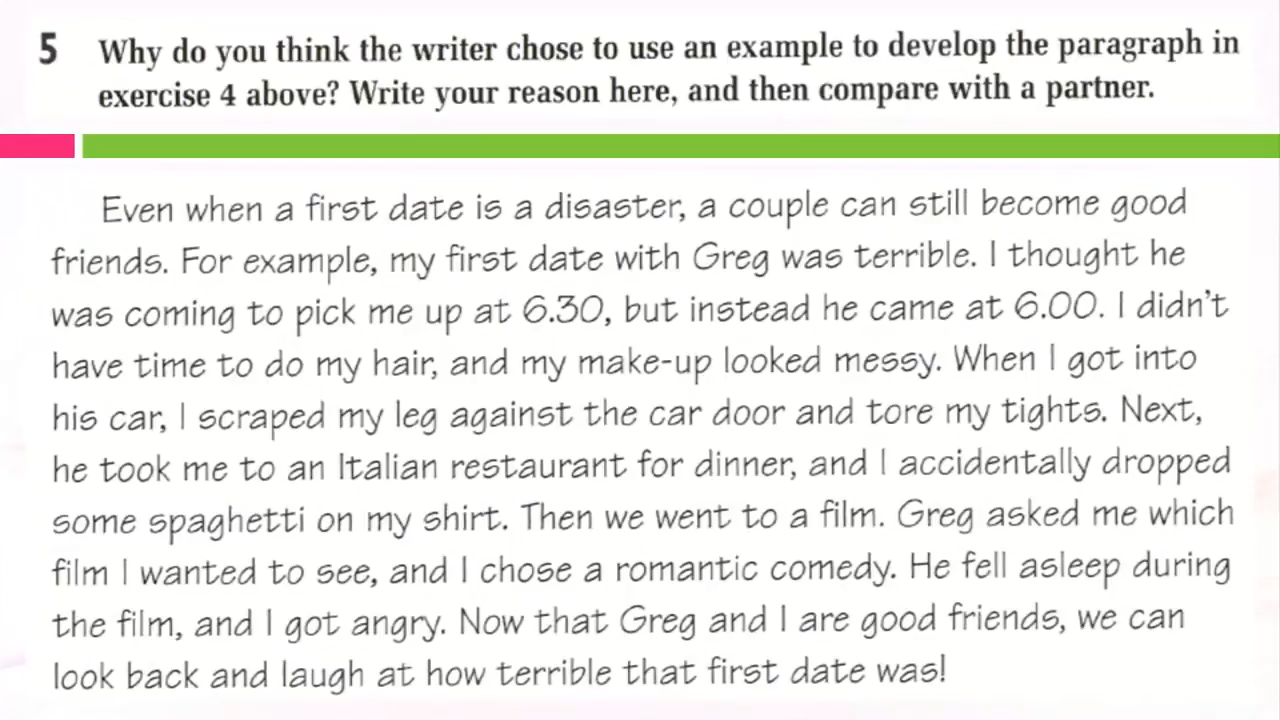 5 Why do you think the writer chose to use an example to develop the paragraph in
exercise 4 above? Write your reason here, and then compare with a partner.
Even when a first date is a disaster, a couple can still become good
friends. For example, my first date with Greg was terrible. I thought he
was coming to pick me up at 6.30, but instead he came at 6.00. I didn't
have time to do my hair, and my make-up looked messy. When I got into
his car, I scraped my leg against the car door and tore my tights. Next,
he took me to an Italian restaurant for dinner, and I accidentally dropped
some spaghetti on my shirt. Then we went to a film. Greg asked me which
film I wanted to see, and I chose a romantic comedy. He fell asleep during
the film, and I got angry. Now that Greg and I are good friends, we can
look back and laugh at how terrible that first date was!